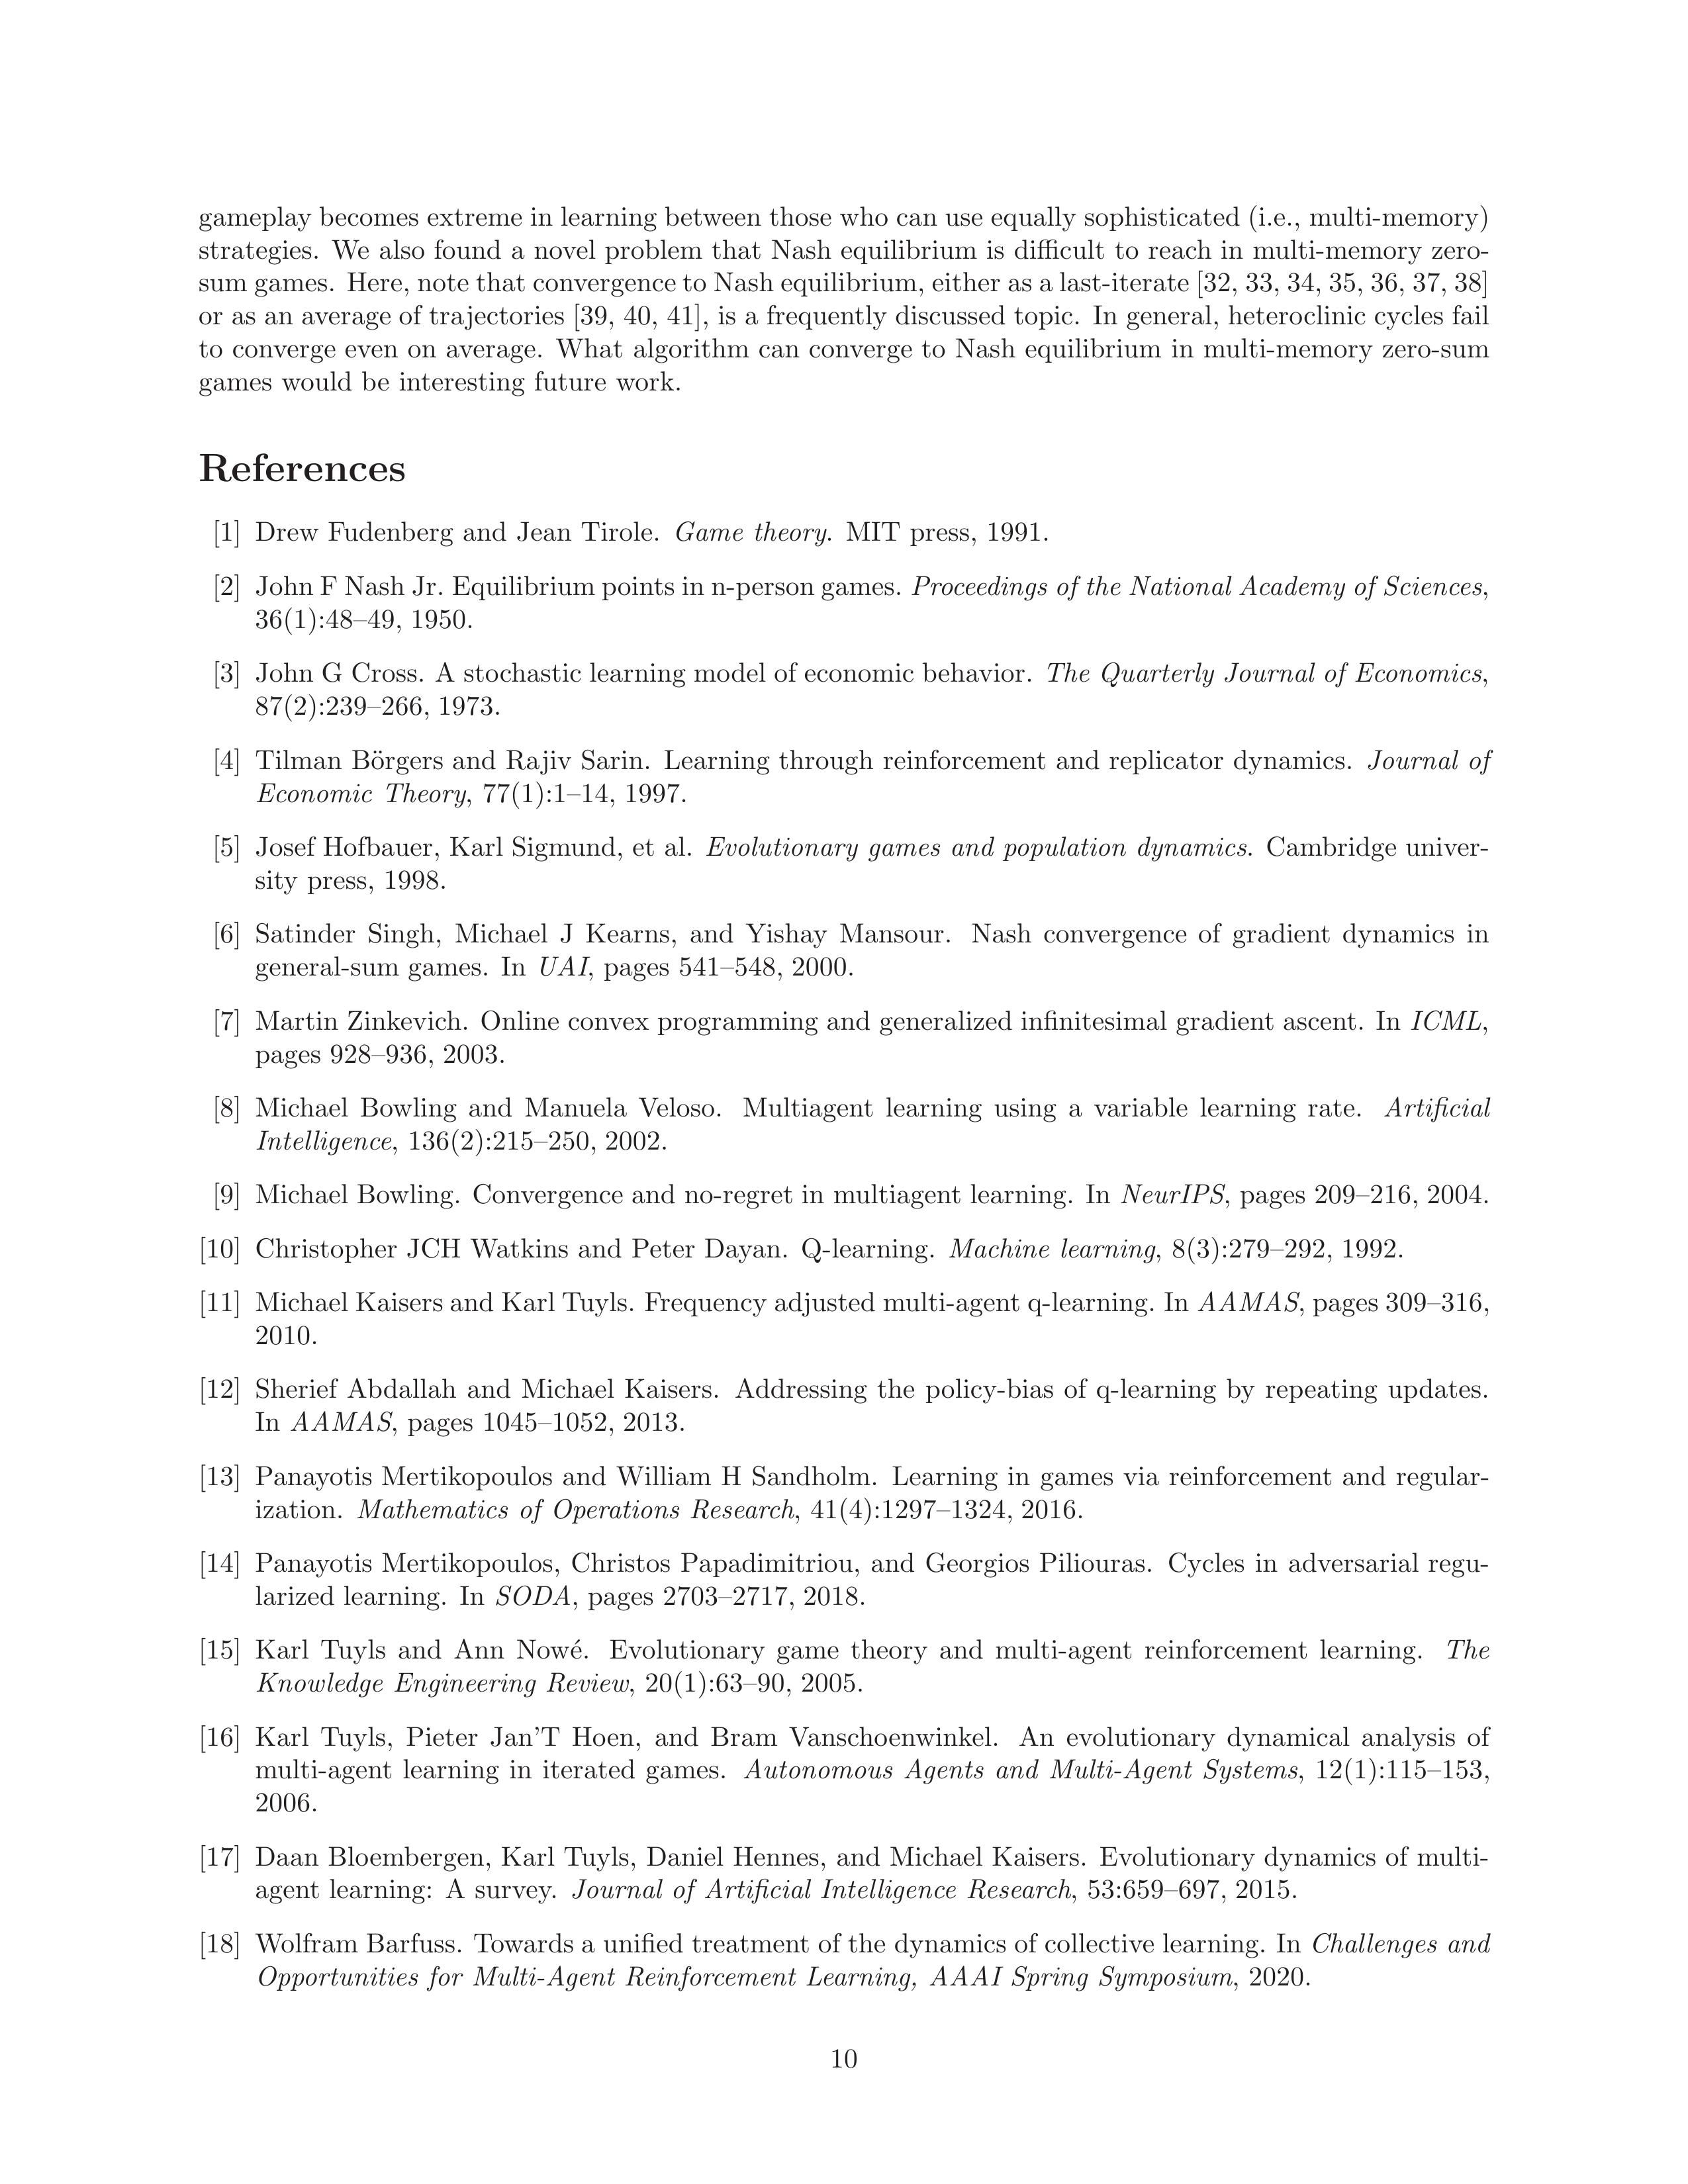 gameplay becomes extreme in learning between those who can use equally sophisticated (i.e., multi-memory)
strategies. We also found a novel problem that Nash equilibrium is difficult to reach in multi-memory zero-
sum games. Here, note that convergence to Nash equilibrium, either as a last-iterate [32, 33, 34, 35, 36, 37, 38]
or as an average of trajectories [39, 40, 41], is a frequently discussed topic. In general, heteroclinic cycles fail
to converge even on average. What algorithm can converge to Nash equilibrium in multi-memory zero-sum
games would be interesting future work.
References
[1] Drew Fudenberg and Jean Tirole. Game theory. MIT press, 1991.
[2] John F Nash Jr. Equilibrium points in n-person games. Proceedings of the National Academy of Sciences,
36(1):48–49, 1950.
[3] John G Cross. A stochastic learning model of economic behavior. The Quarterly Journal of Economics,
87(2):239–266, 1973.
[4] Tilman Börgers and Rajiv Sarin. Learning through reinforcement and replicator dynamics. Journal of
Economic Theory, 77(1):1–14, 1997.
[5] Josef Hofbauer, Karl Sigmund, et al. Evolutionary games and population dynamics. Cambridge univer-
sity press, 1998.
[6] Satinder Singh, Michael J Kearns, and Yishay Mansour. Nash convergence of gradient dynamics in
general-sum games. In UAI, pages 541–548, 2000.
[7] Martin Zinkevich. Online convex programming and generalized infinitesimal gradient ascent. In ICML,
pages 928–936, 2003.
[8] Michael Bowling and Manuela Veloso. Multiagent learning using a variable learning rate. Artificial
Intelligence, 136(2):215–250, 2002.
[9] Michael Bowling. Convergence and no-regret in multiagent learning. In NeurIPS, pages 209–216, 2004.
[10] Christopher JCH Watkins and Peter Dayan. Q-learning. Machine learning, 8(3):279–292, 1992.
[11] Michael Kaisers and Karl Tuyls. Frequency adjusted multi-agent q-learning. In AAMAS, pages 309–316,
2010.
[12] Sherief Abdallah and Michael Kaisers. Addressing the policy-bias of q-learning by repeating updates.
In AAMAS, pages 1045–1052, 2013.
[13] Panayotis Mertikopoulos and William H Sandholm. Learning in games via reinforcement and regular-
ization. Mathematics of Operations Research, 41(4):1297–1324, 2016.
[14] Panayotis Mertikopoulos, Christos Papadimitriou, and Georgios Piliouras. Cycles in adversarial regu-
larized learning. In SODA, pages 2703–2717, 2018.
[15] Karl Tuyls and Ann Nowé. Evolutionary game theory and multi-agent reinforcement learning. The
Knowledge Engineering Review, 20(1):63–90, 2005.
[16] Karl Tuyls, Pieter Jan'T Hoen, and Bram Vanschoenwinkel. An evolutionary dynamical analysis of
multi-agent learning in iterated games. Autonomous Agents and Multi-Agent Systems, 12(1):115–153,
2006.
[17] Daan Bloembergen, Karl Tuyls, Daniel Hennes, and Michael Kaisers. Evolutionary dynamics of multi-
agent learning: A survey. Journal of Artificial Intelligence Research, 53:659–697, 2015.
[18] Wolfram Barfuss. Towards a unified treatment of the dynamics of collective learning. In Challenges and
Opportunities for Multi-Agent Reinforcement Learning, AAAI Spring Symposium, 2020.
10